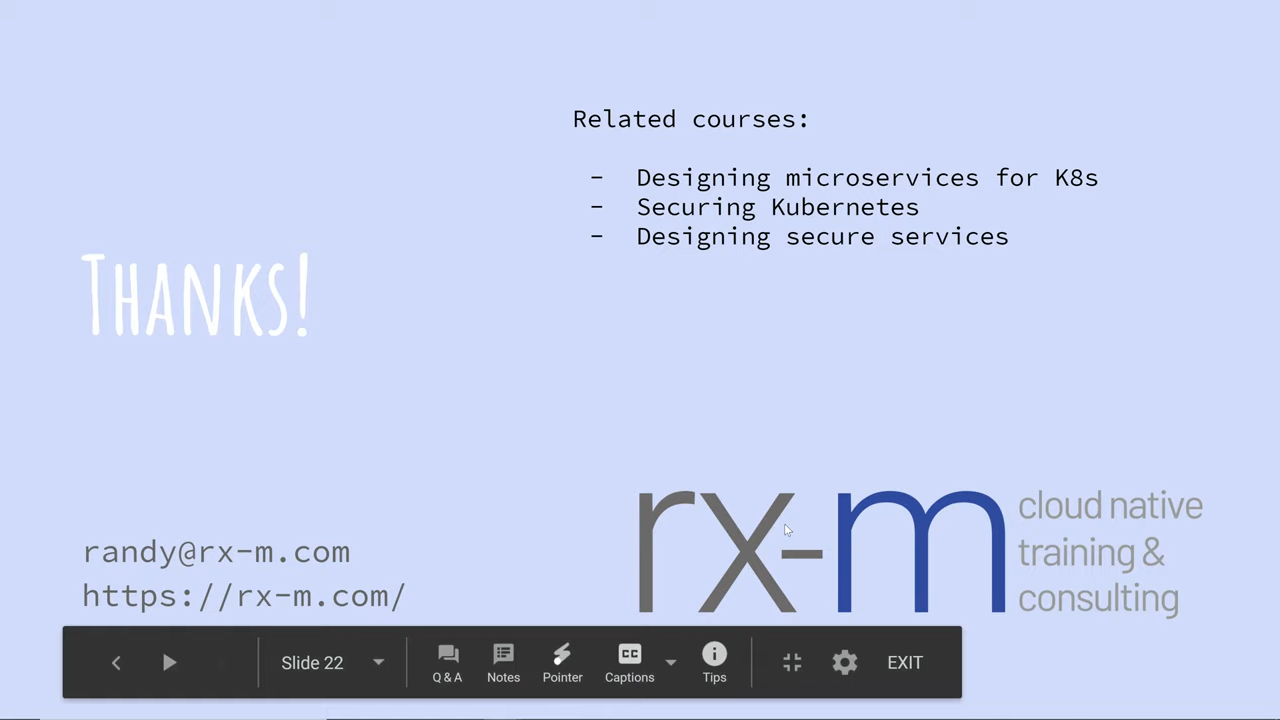 Related courses:
- Designing microservices for K8s
- Securing Kubernetes
- Designing secure services
THANKS!
randy@rx-m.com
https://rx-m.com/
rx-m
cloud native
training &
consulting
Slide 22
Q & A
Notes
Pointer
CC
Captions
Tips
EXIT